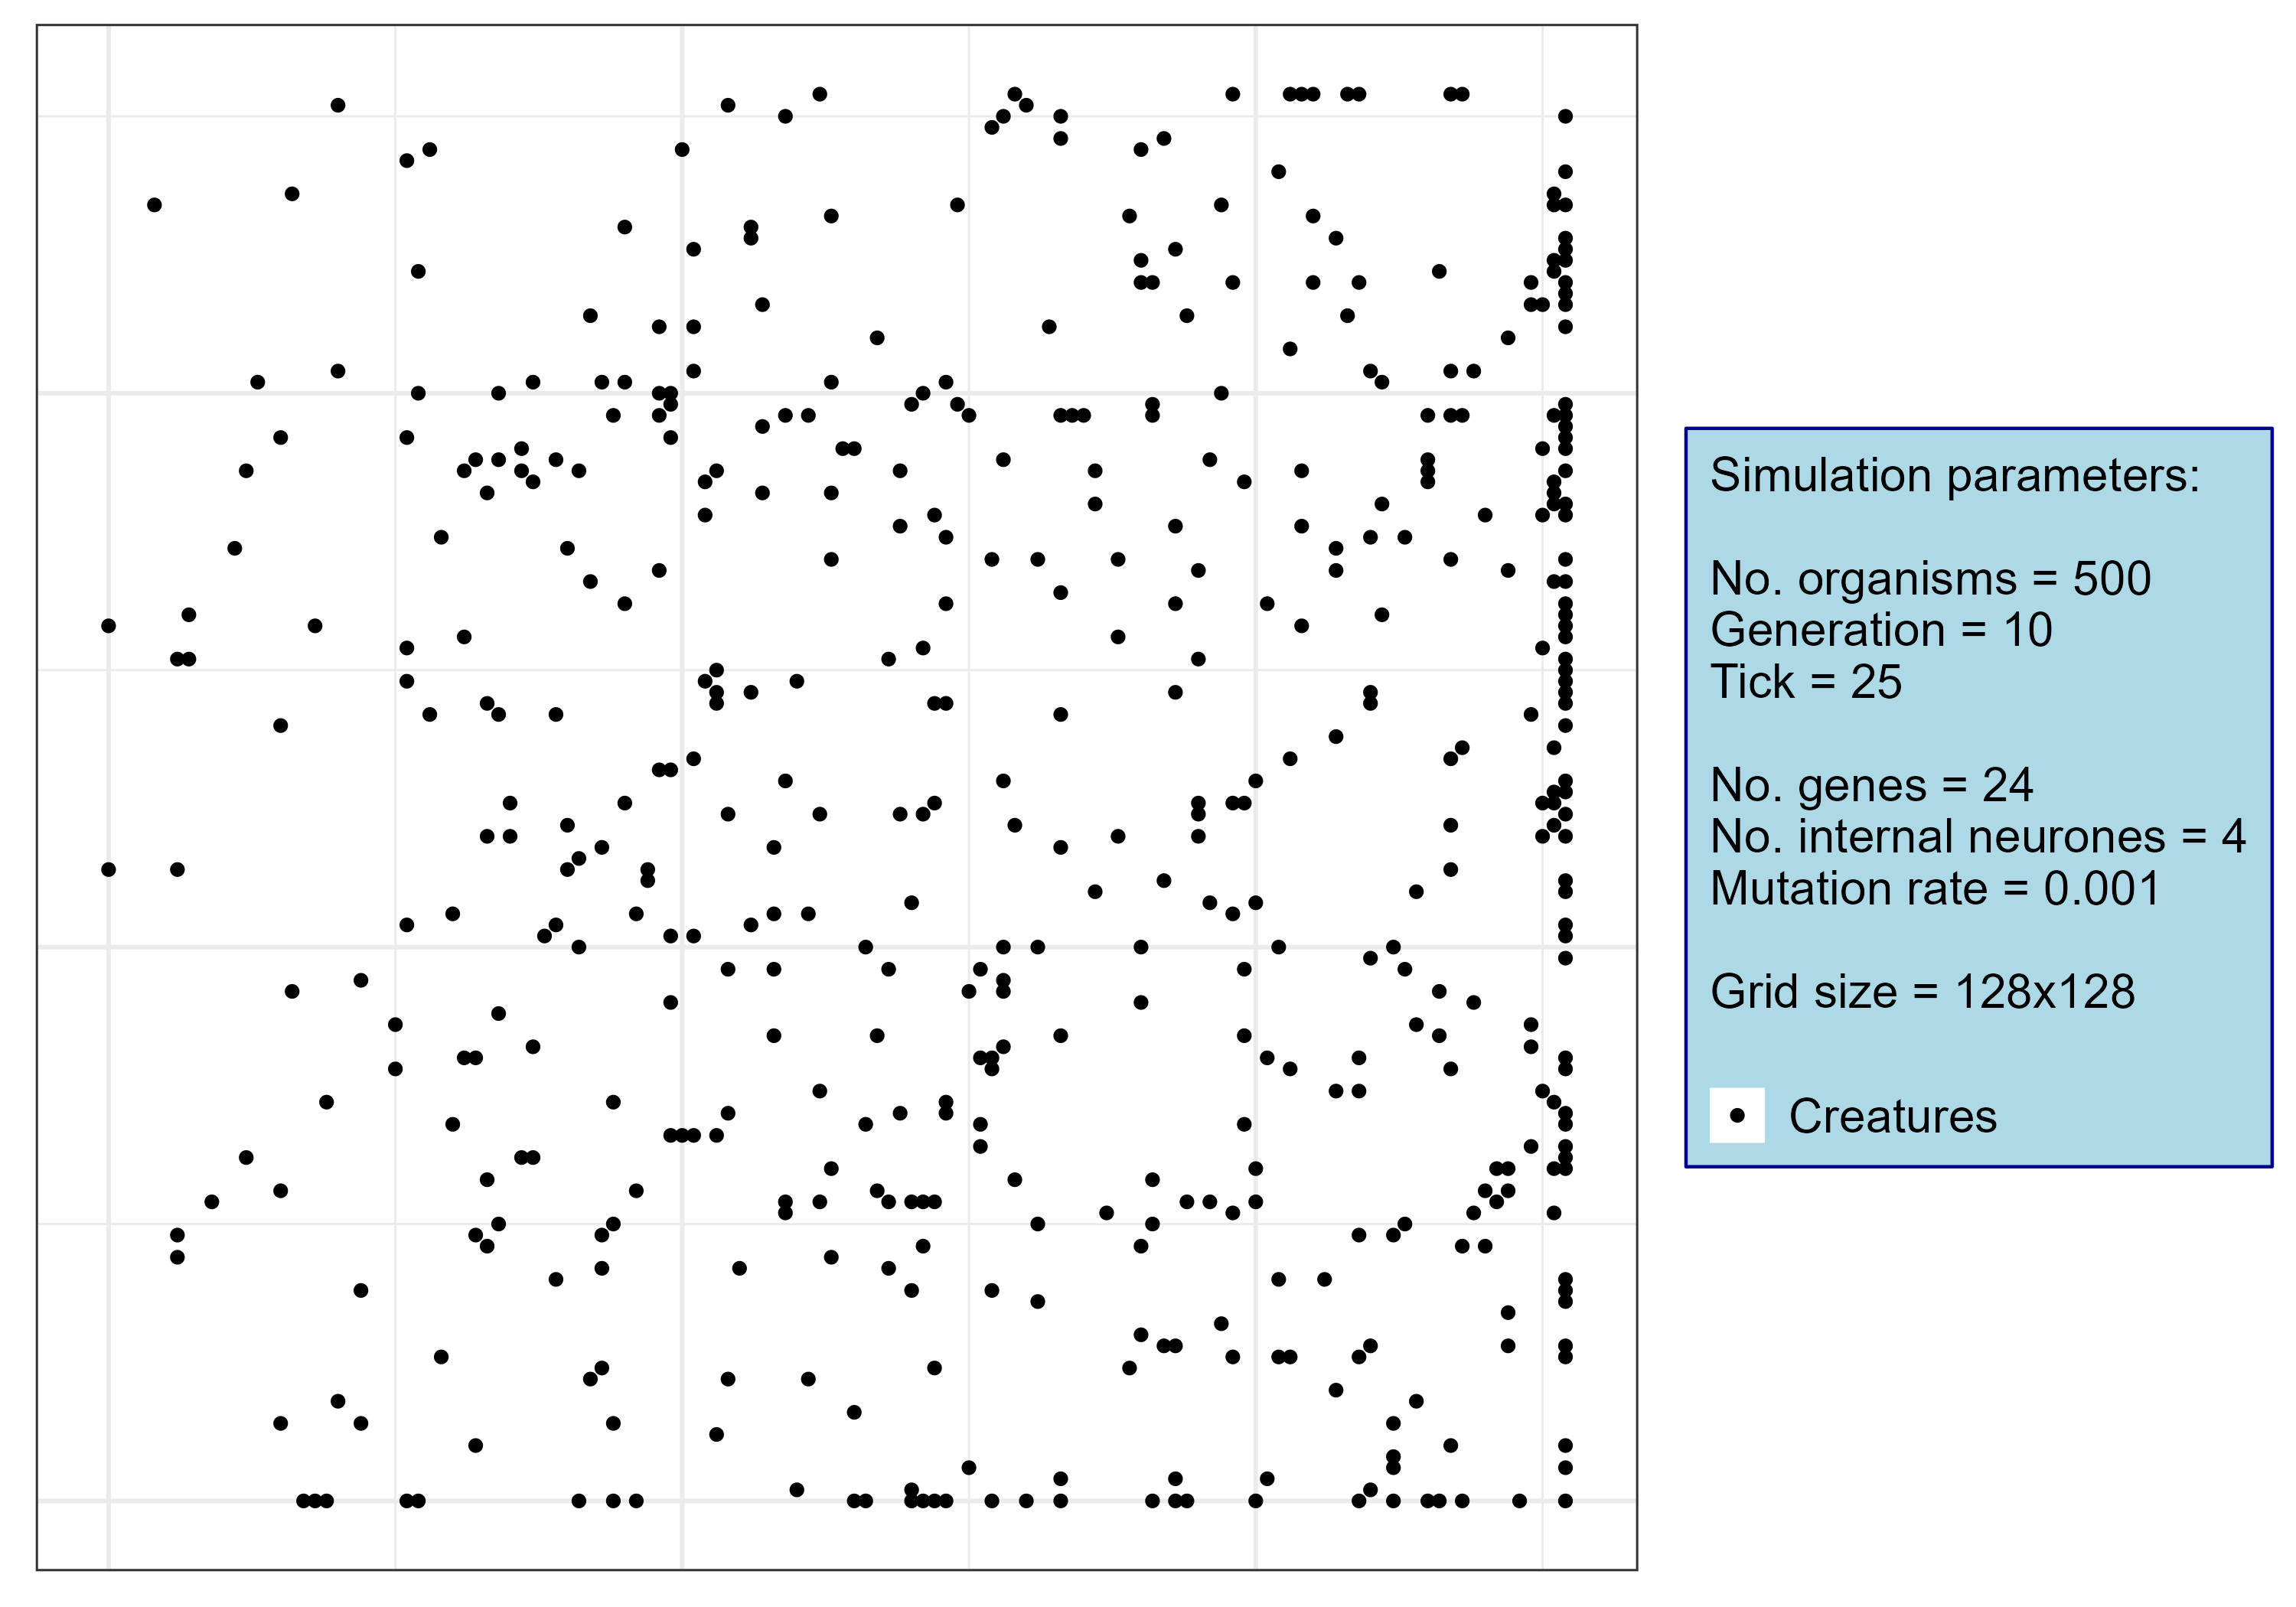 Simulation parameters:
No. organisms = 500
Generation = 10
Tick = 25
No. genes = 24
No. internal neurones = 4
Mutation rate = 0.001
Grid size = 128x128
Creatures